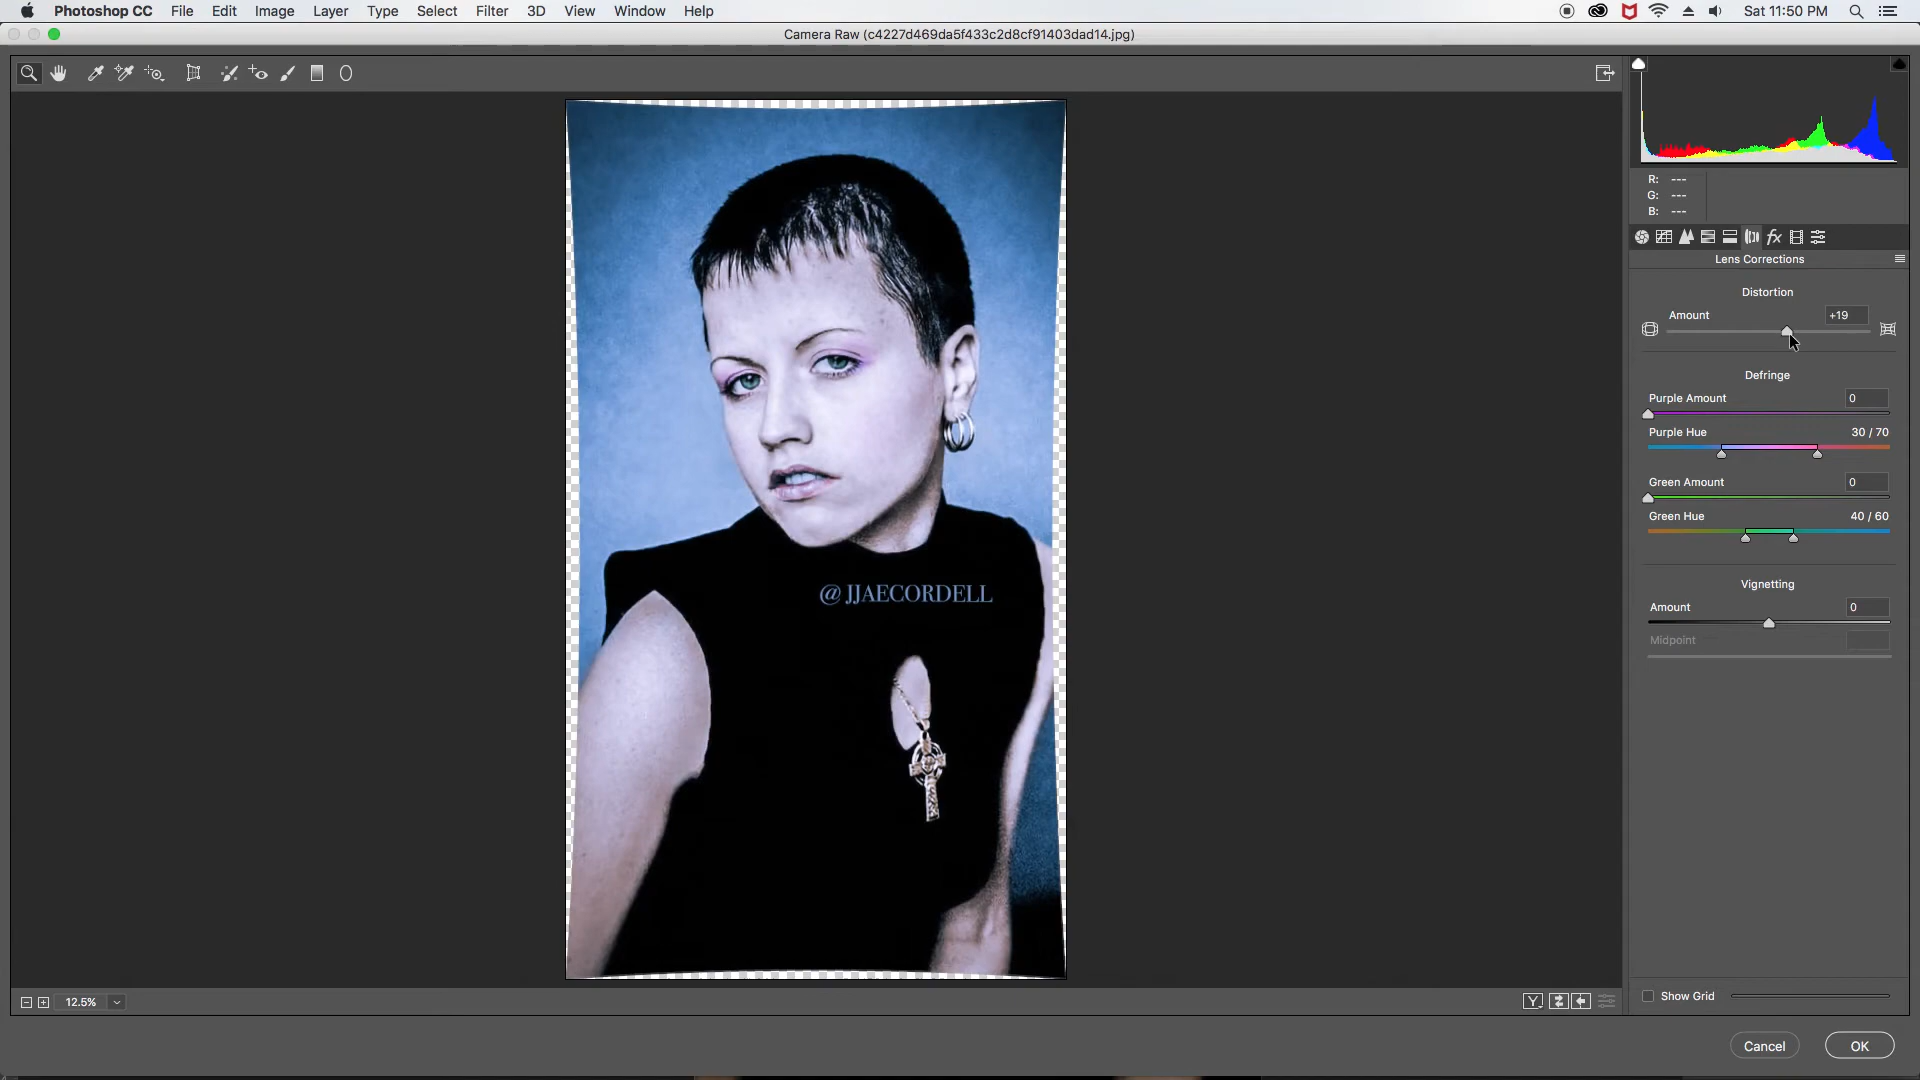 Photoshop CC File Edit Image Layer Type Select Filter 3D View Window Help Sat 11:50 PM
Camera Raw (c4227d469da5f433c2d8cf91403dad14.jpg)
R: ---
G: ---
B: ---
fx
Lens Corrections
Distortion
Amount +19
Defringe
Purple Amount 0
Purple Hue 30 / 70
Green Amount 0
Green Hue 40 / 60
@JJAECORDELL
Vignetting
Amount 0
Midpoint
12.5% Y Show Grid
Cancel OK